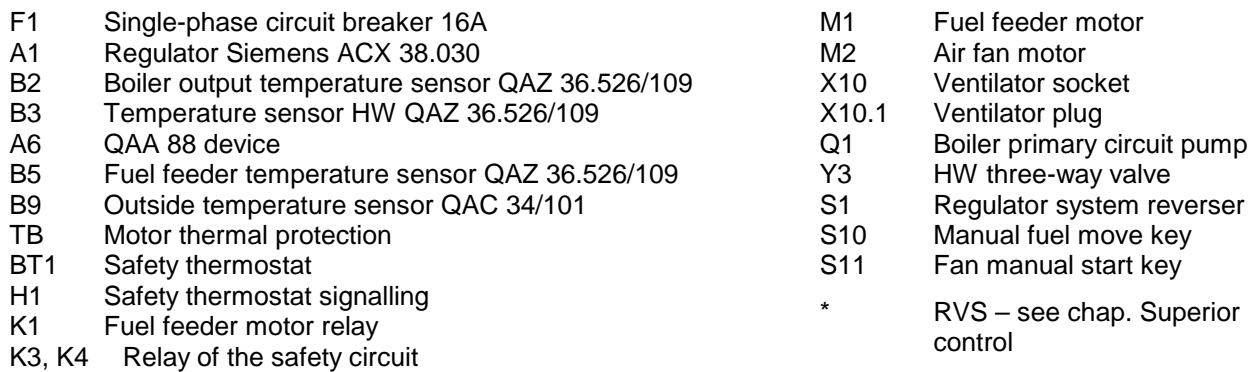 F1 Single-phase circuit breaker 16A
A1 Regulator Siemens ACX 38.030
B2 Boiler output temperature sensor QAZ 36.526/109
B3 Temperature sensor HW QAZ 36.526/109
A6 QAA 88 device
B5 Fuel feeder temperature sensor QAZ 36.526/109
B9 Outside temperature sensor QAC 34/101
TB Motor thermal protection
BT1 Safety thermostat
H1 Safety thermostat signalling
K1 Fuel feeder motor relay
K3, K4 Relay of the safety circuit
M1 Fuel feeder motor
M2 Air fan motor
X10 Ventilator socket
X10.1 Ventilator plug
Q1 Boiler primary circuit pump
Y3 HW three-way valve
S1 Regulator system reverser
S10 Manual fuel move key
S11 Fan manual start key
* RVS – see chap. Superior
control